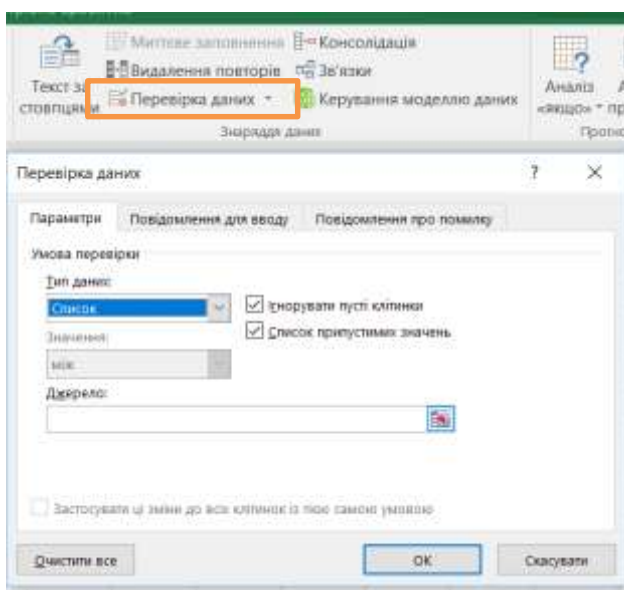 Миттєве заповнення Консолідація
Видалення повторів Зв'язки
Текст за
стовпцями
Перевірка даних Керування моделлю даних
Аналіз
«якщо»
Знаряддя даних
Перевірка даних ?
Параметри Повідомлення для вводу Повідомлення про помилку
Умова перевірки
Тип даних:
Список Ігнорувати пусті клітинки
Значення: Список припустимих значень
між
Джерело:
Застосувати ці зміни до всіх клітинок із тією самою умовою
Очистити все OK Скасувати